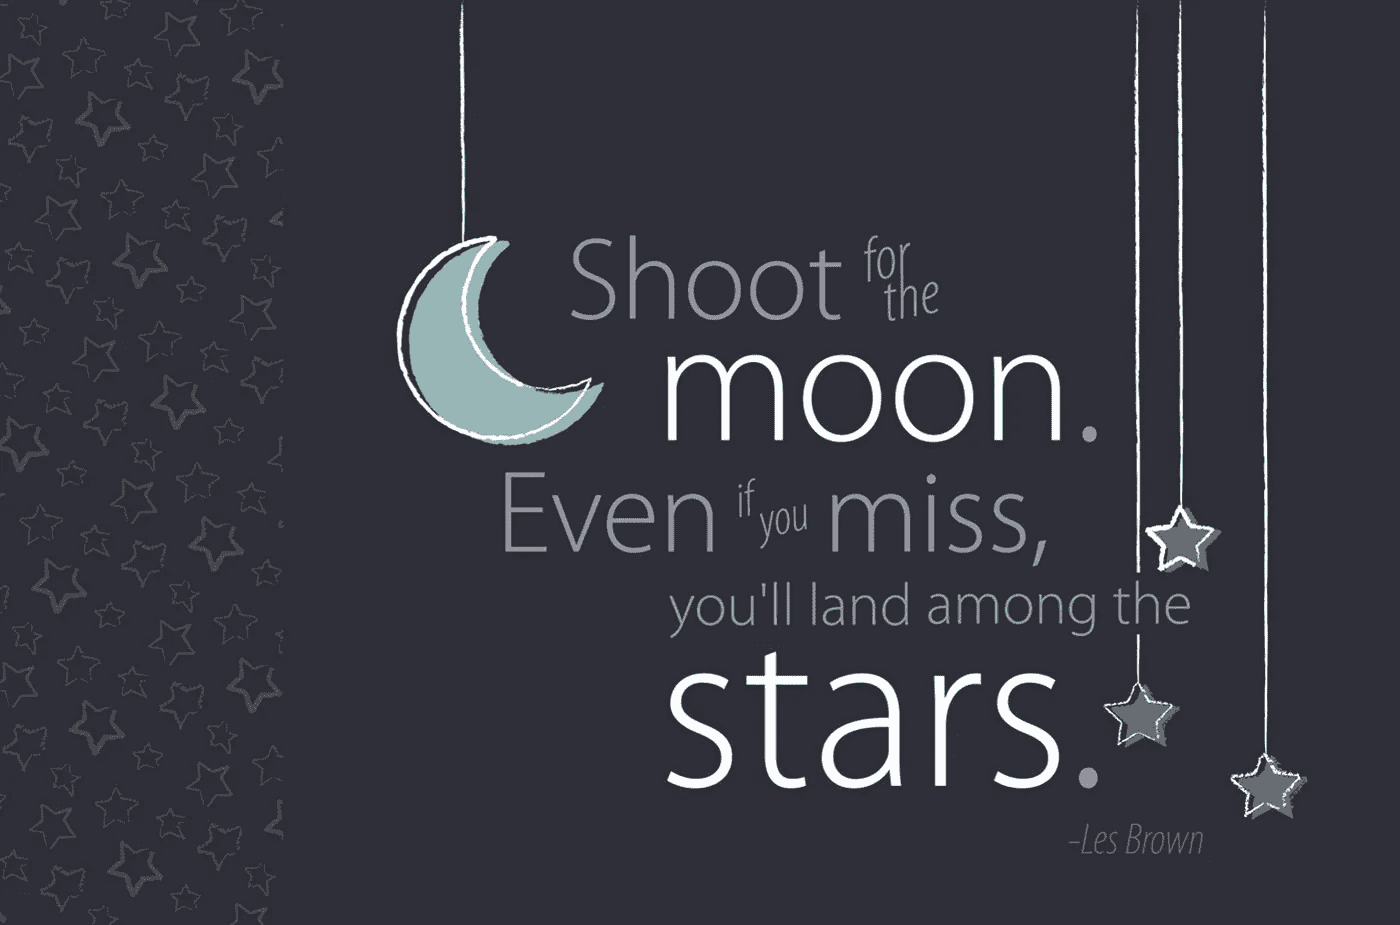 Shoot for the
moon.
Even if you miss,
you'll land among the
stars.
-Les Brown